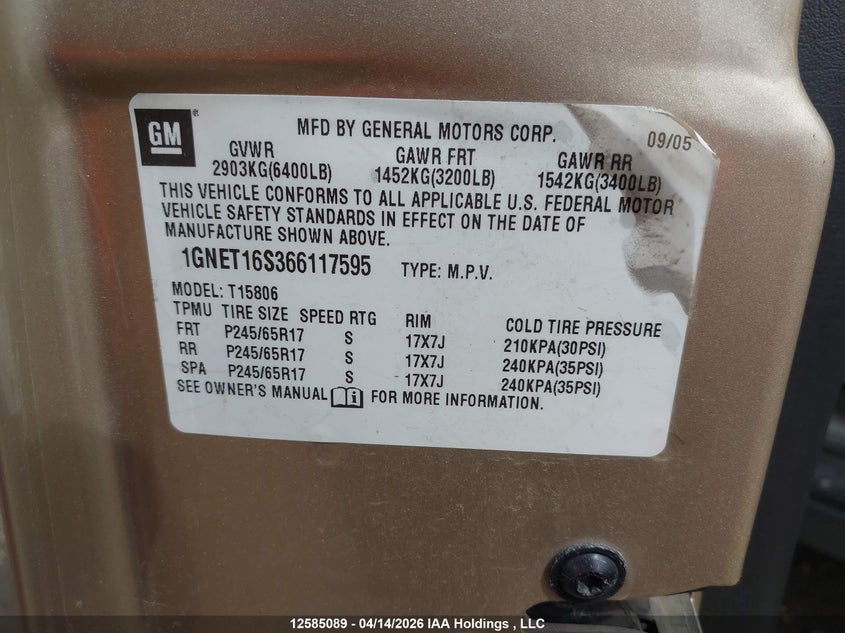 GM
MFD BY GENERAL MOTORS CORP. 09/05
GVWR GAWR FRT GAWR RR
2903KG(6400LB) 1452KG(3200LB) 1542KG(3400LB)
THIS VEHICLE CONFORMS TO ALL APPLICABLE U.S. FEDERAL MOTOR
VEHICLE SAFETY STANDARDS IN EFFECT ON THE DATE OF
MANUFACTURE SHOWN ABOVE.
1GNET16S366117595 TYPE: M.P.V.
MODEL: T15806
TPMU TIRE SIZE SPEED RTG RIM COLD TIRE PRESSURE
FRT P245/65R17 S 17X7J 210KPA(30PSI)
RR P245/65R17 S 17X7J 240KPA(35PSI)
SPA P245/65R17 S 17X7J 240KPA(35PSI)
SEE OWNER'S MANUAL FOR MORE INFORMATION.
12585089 - 04/14/2026 IAA Holdings , LLC